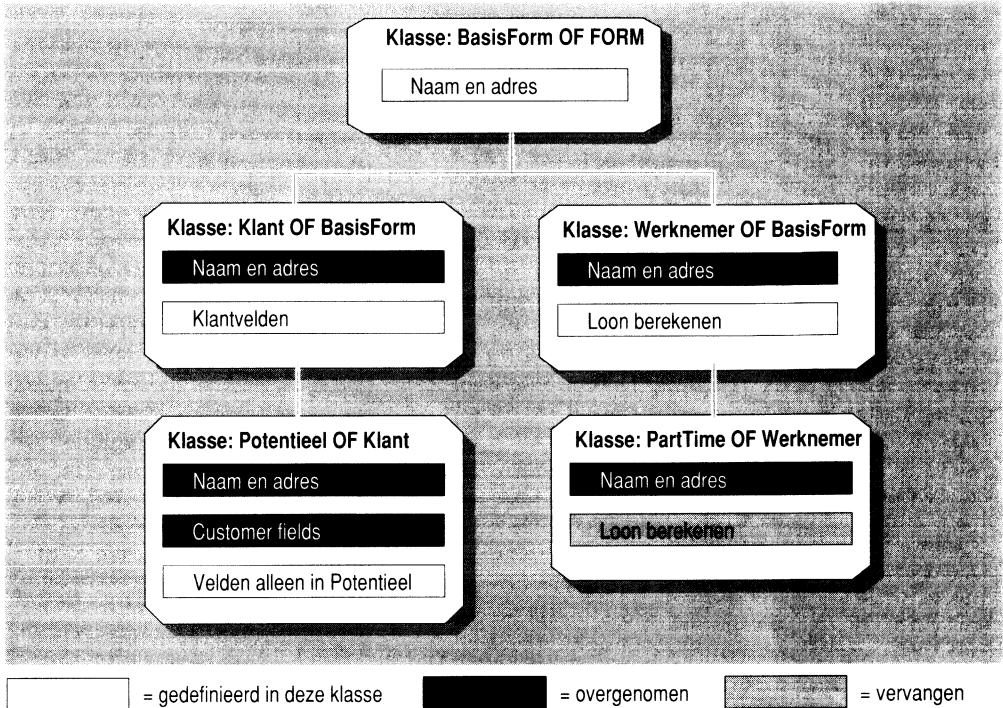 Klasse: BasisForm OF FORM
Naam en adres
Klasse: Klant OF BasisForm
Naam en adres
Klantvelden
Klasse: Werknemer OF BasisForm
Naam en adres
Loon berekenen
Klasse: Potentieel OF Klant
Naam en adres
Customer fields
Velden alleen in Potentieel
Klasse: PartTime OF Werknemer
Naam en adres
Loon berekenen
= gedefinieerd in deze klasse
= overgenomen
= vervangen